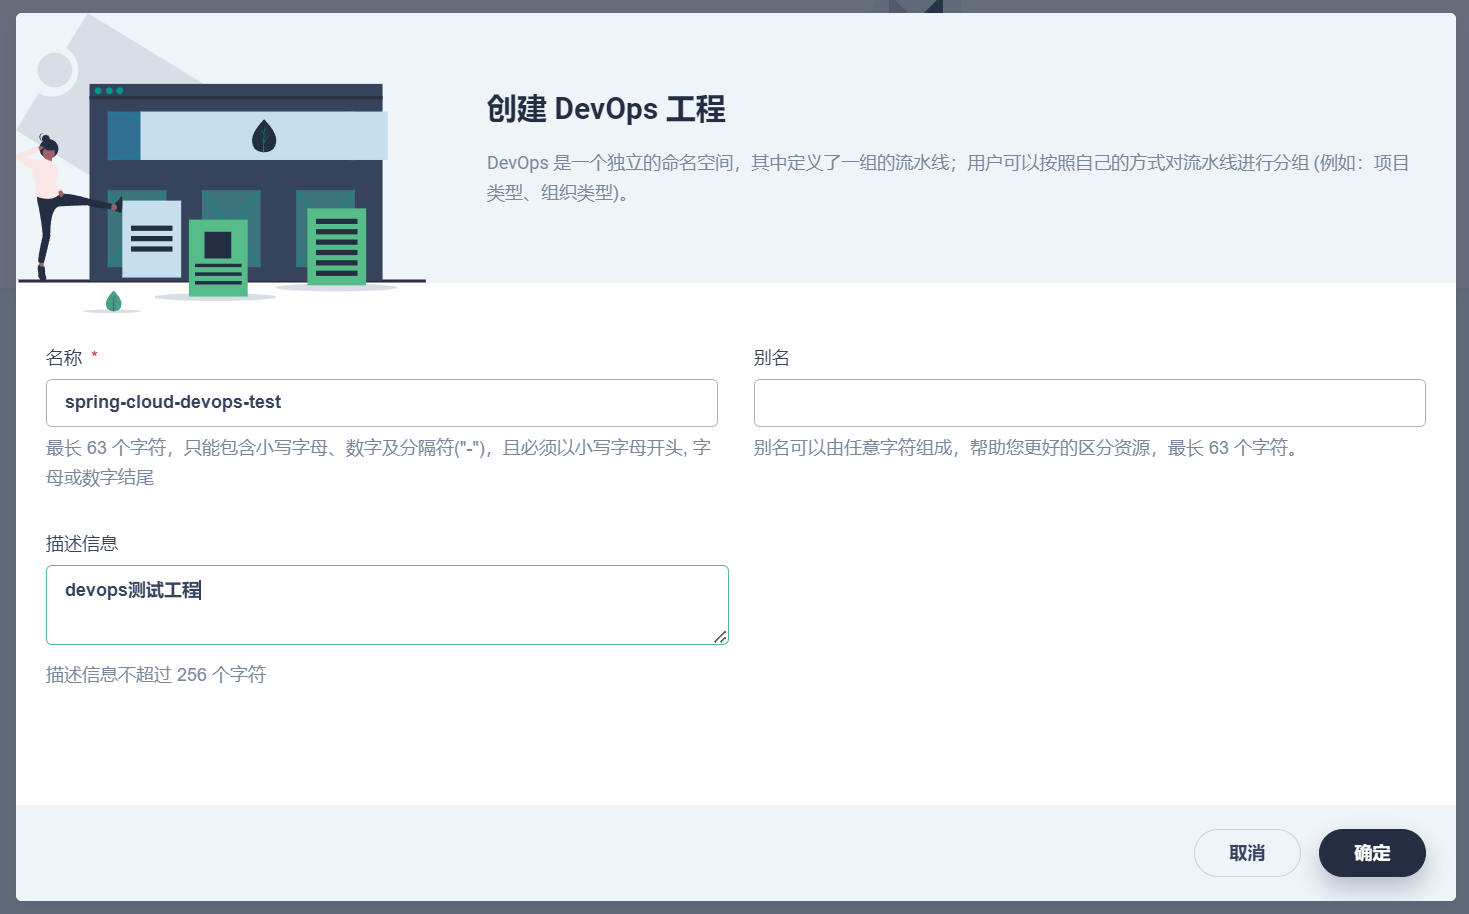 创建 DevOps 工程
DevOps 是一个独立的命名空间，其中定义了一组的流水线；用户可以按照自己的方式对流水线进行分组 (例如：项目
类型、组织类型)。
名称 *
spring-cloud-devops-test
最长 63 个字符，只能包含小写字母、数字及分隔符("-")，且必须以小写字母开头, 字
母或数字结尾
别名
别名可以由任意字符组成，帮助您更好的区分资源，最长 63 个字符。
描述信息
devops测试工程
描述信息不超过 256 个字符
取消
确定